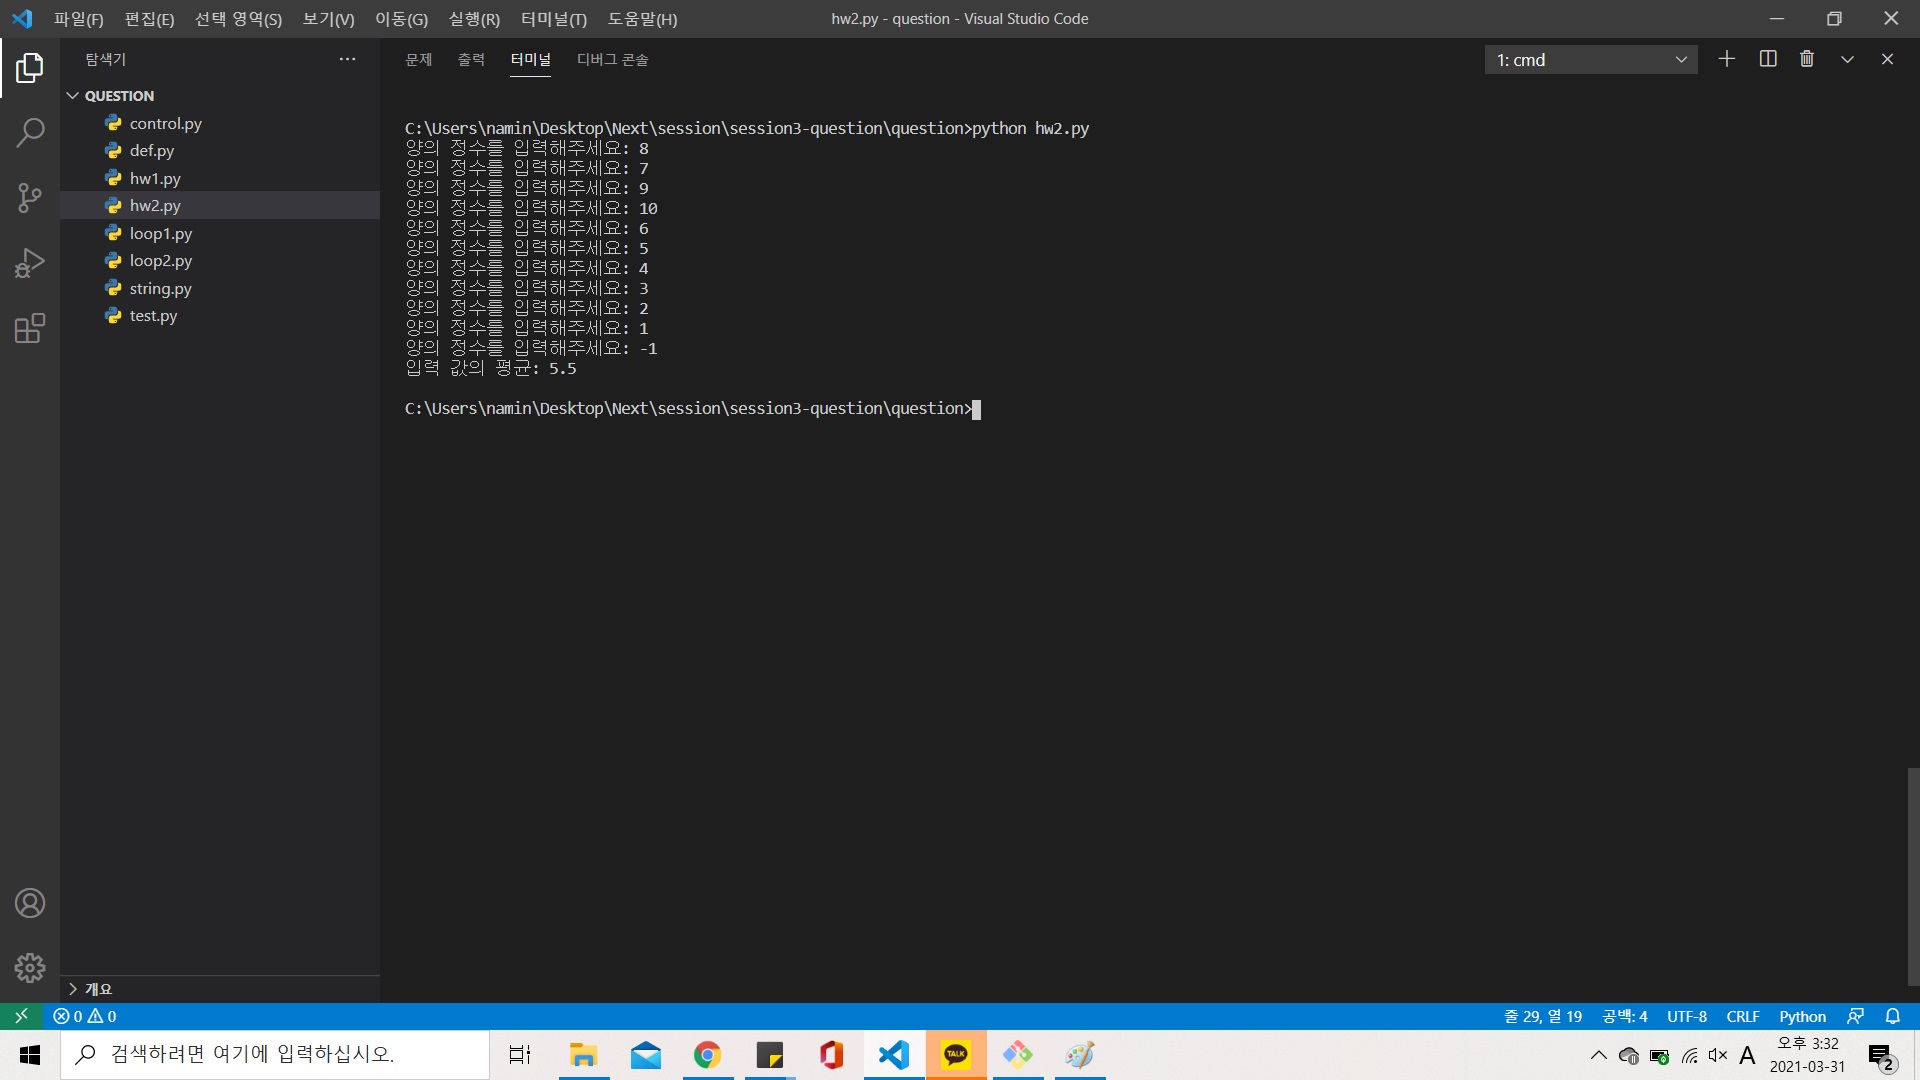 파일(F) 편집(E) 선택 영역(S) 보기(V) 이동(G) 실행(R) 터미널(T) 도움말(H) hw2.py - question - Visual Studio Code
탐색기 ··· 문제 출력 터미널 디버그 콘솔 1: cmd
QUESTION
control.py
def.py
hw1.py
hw2.py
loop1.py
loop2.py
string.py
test.py
C:\Users\namin\Desktop\Next\session\session3-question\question>python hw2.py
양의 정수를 입력해주세요: 8
양의 정수를 입력해주세요: 7
양의 정수를 입력해주세요: 9
양의 정수를 입력해주세요: 10
양의 정수를 입력해주세요: 6
양의 정수를 입력해주세요: 5
양의 정수를 입력해주세요: 4
양의 정수를 입력해주세요: 3
양의 정수를 입력해주세요: 2
양의 정수를 입력해주세요: 1
양의 정수를 입력해주세요: -1
입력 값의 평균: 5.5
C:\Users\namin\Desktop\Next\session\session3-question\question>
개요
0 0 줄 29, 열 19 공백: 4 UTF-8 CRLF Python
검색하려면 여기에 입력하십시오. TALK A 오후 3:32
2021-03-31 2